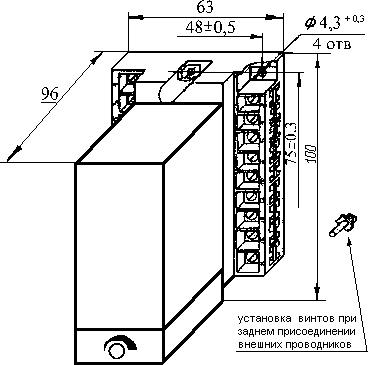 63
48±0,5
ϕ 4,3 +0,3
4 отв
96
75±0.3
100
установка винтов при
заднем присоединении
внешних проводников